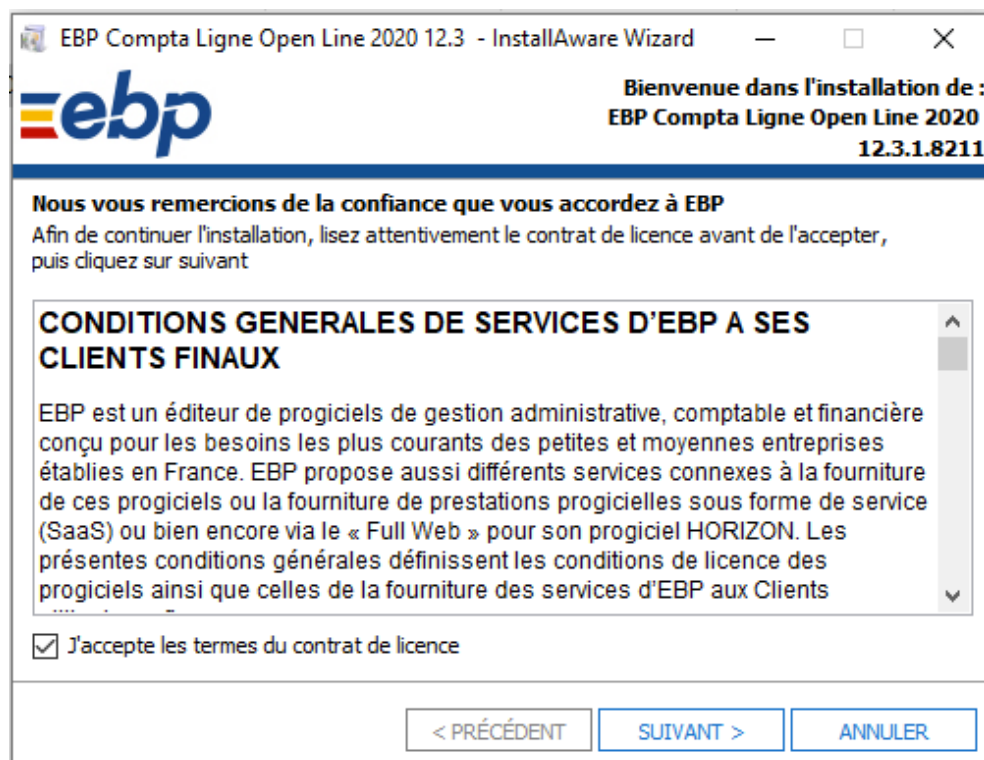 EBP Compta Ligne Open Line 2020 12.3 - InstallAware Wizard
ebp
Bienvenue dans l'installation de :
EBP Compta Ligne Open Line 2020
12.3.1.8211
Nous vous remercions de la confiance que vous accordez à EBP
Afin de continuer l'installation, lisez attentivement le contrat de licence avant de l'accepter,
puis cliquez sur suivant
CONDITIONS GENERALES DE SERVICES D'EBP A SES
CLIENTS FINAUX
EBP est un éditeur de progiciels de gestion administrative, comptable et financière
conçu pour les besoins les plus courants des petites et moyennes entreprises
établies en France. EBP propose aussi différents services connexes à la fourniture
de ces progiciels ou la fourniture de prestations progicielles sous forme de service
(SaaS) ou bien encore via le « Full Web » pour son progiciel HORIZON. Les
présentes conditions générales définissent les conditions de licence des
progiciels ainsi que celles de la fourniture des services d'EBP aux Clients
J'accepte les termes du contrat de licence
< PRÉCÉDENT
SUIVANT >
ANNULER